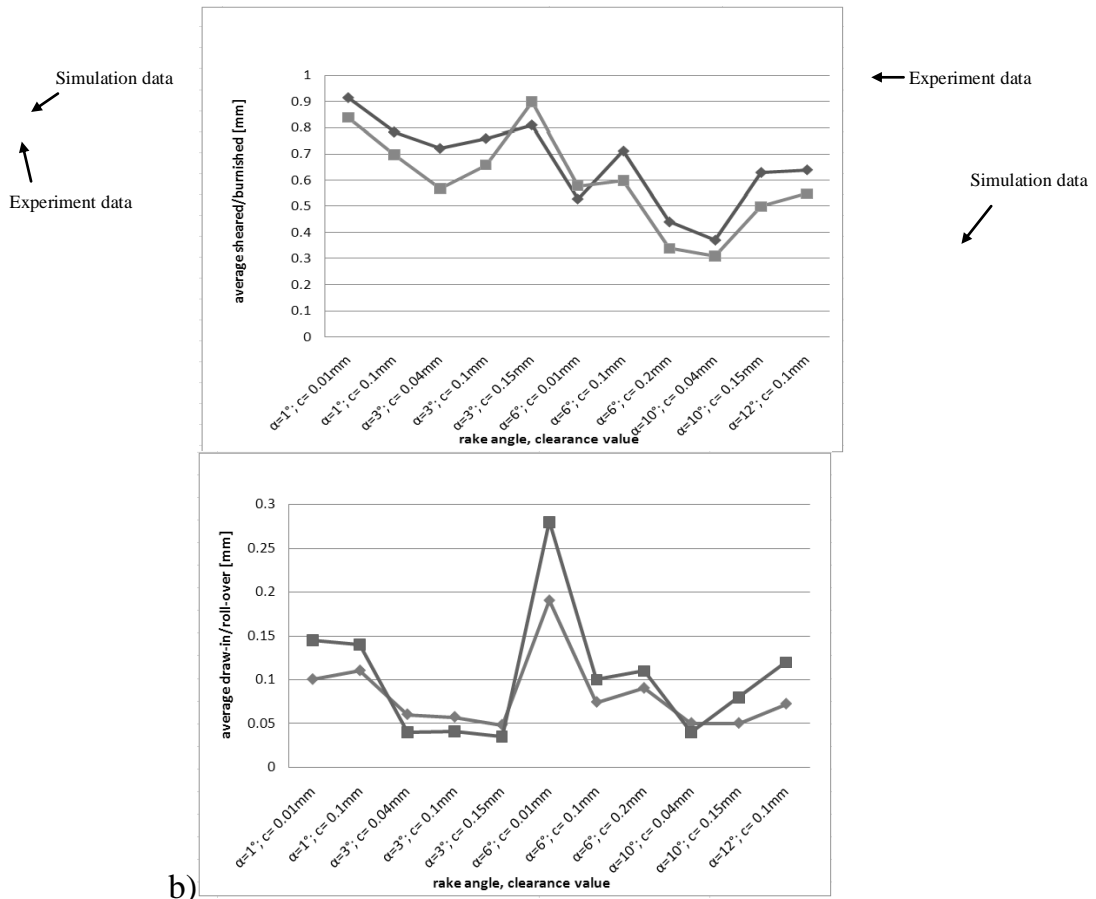 Simulation data
Experiment data
Experiment data
Simulation data
average sheared/burnished [mm]
1
0.9
0.8
0.7
0.6
0.5
0.4
0.3
0.2
0.1
0
α=1°; c= 0.01mm
α=1°; c= 0.1mm
α=3°; c= 0.04mm
α=3°; c= 0.1mm
α=3°; c= 0.15mm
α=6°; c= 0.01mm
α=6°; c= 0.1mm
α=6°; c= 0.2mm
α=10°; c= 0.04mm
α=10°; c= 0.15mm
α=12°; c= 0.1mm
rake angle, clearance value
average draw-in/roll-over [mm]
0.3
0.25
0.2
0.15
0.1
0.05
0
α=1°; c= 0.01mm
α=1°; c= 0.1mm
α=3°; c= 0.04mm
α=3°; c= 0.1mm
α=3°; c= 0.15mm
α=6°; c= 0.01mm
α=6°; c= 0.1mm
α=6°; c= 0.2mm
α=10°; c= 0.04mm
α=10°; c= 0.15mm
α=12°; c= 0.1mm
rake angle, clearance value
b)